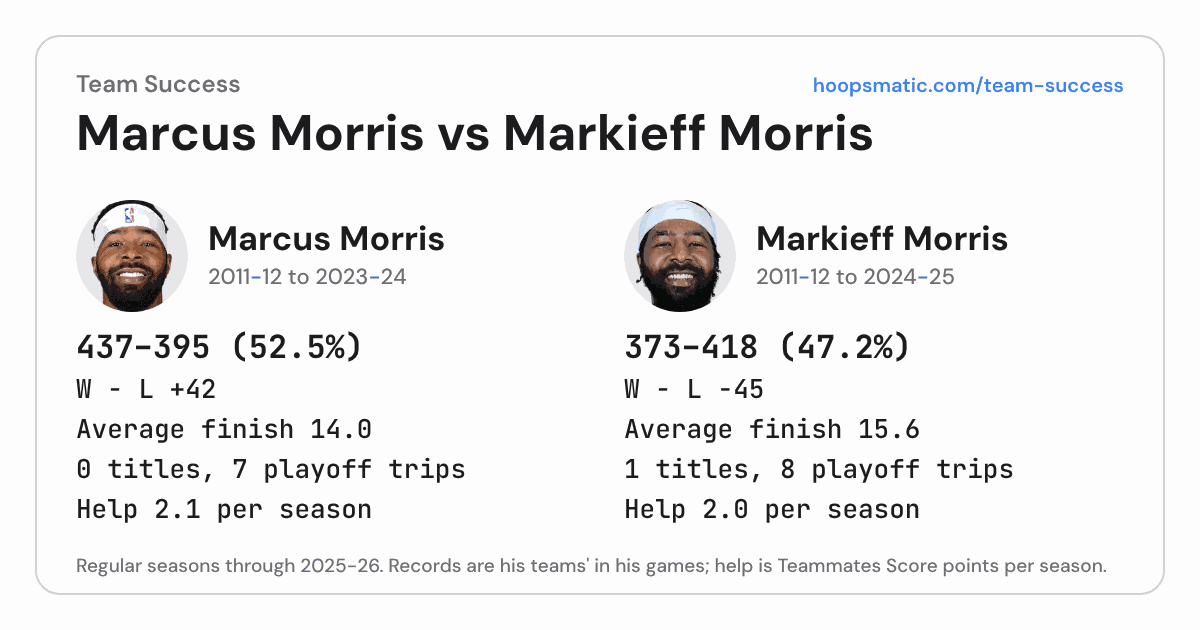 Team Success
hoopsmatic.com/team-success
Marcus Morris vs Markieff Morris
Marcus Morris
2011-12 to 2023-24
437-395 (52.5%)
W - L +42
Average finish 14.0
0 titles, 7 playoff trips
Help 2.1 per season
Markieff Morris
2011-12 to 2024-25
373-418 (47.2%)
W - L -45
Average finish 15.6
1 titles, 8 playoff trips
Help 2.0 per season
Regular seasons through 2025-26. Records are his teams' in his games; help is Teammates Score points per season.